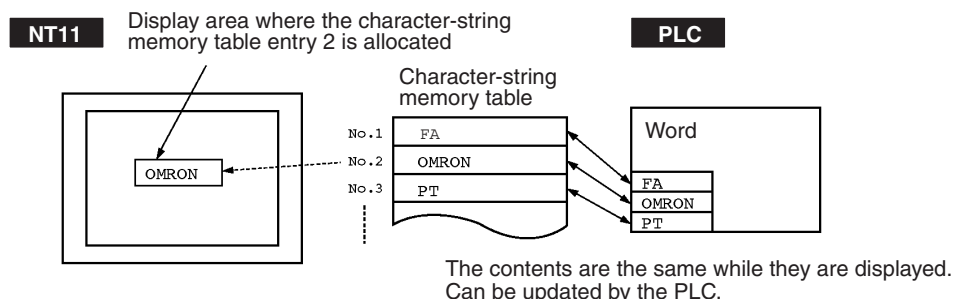 NT11
Display area where the character-string
memory table entry 2 is allocated
PLC
Character-string
memory table
No.1 FA
No.2 OMRON
No.3 PT
OMRON
Word
FA
OMRON
PT
The contents are the same while they are displayed.
Can be updated by the PLC.